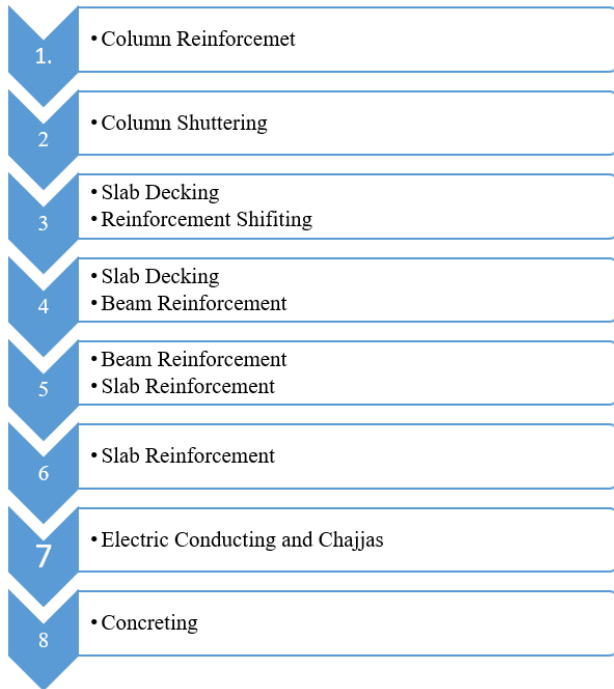 1.
• Column Reinforcemet
2
• Column Shuttering
3
• Slab Decking
• Reinforcement Shifiting
4
• Slab Decking
• Beam Reinforcement
5
• Beam Reinforcement
• Slab Reinforcement
6
• Slab Reinforcement
7
• Electric Conducting and Chajjas
8
• Concreting